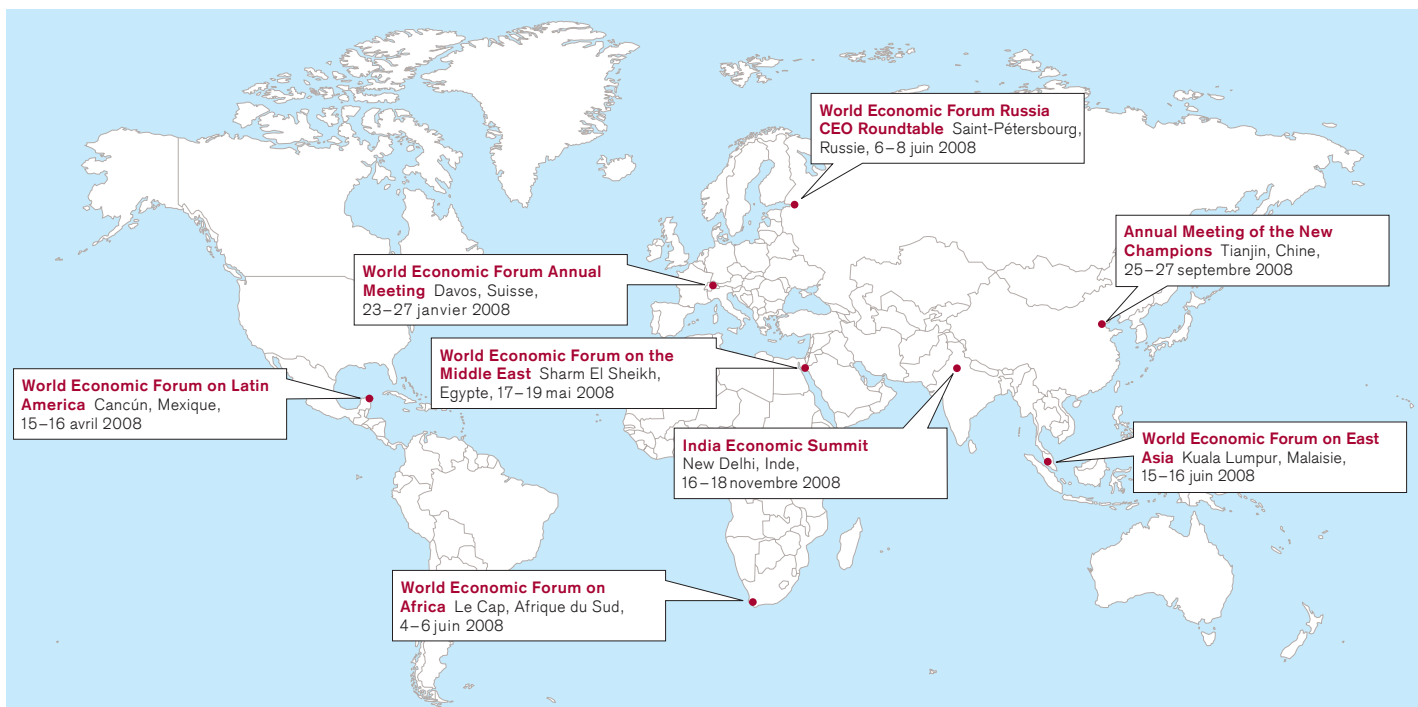 World Economic Forum Russia
CEO Roundtable Saint-Pétersbourg,
Russie, 6–8 juin 2008
Annual Meeting of the New
Champions Tianjin, Chine,
25–27 septembre 2008
World Economic Forum Annual
Meeting Davos, Suisse,
23–27 janvier 2008
World Economic Forum on the
Middle East Sharm El Sheikh,
Egypte, 17–19 mai 2008
World Economic Forum on Latin
America Cancún, Mexique,
15–16 avril 2008
India Economic Summit
New Delhi, Inde,
16–18 novembre 2008
World Economic Forum on East
Asia Kuala Lumpur, Malaisie,
15–16 juin 2008
World Economic Forum on
Africa Le Cap, Afrique du Sud,
4–6 juin 2008